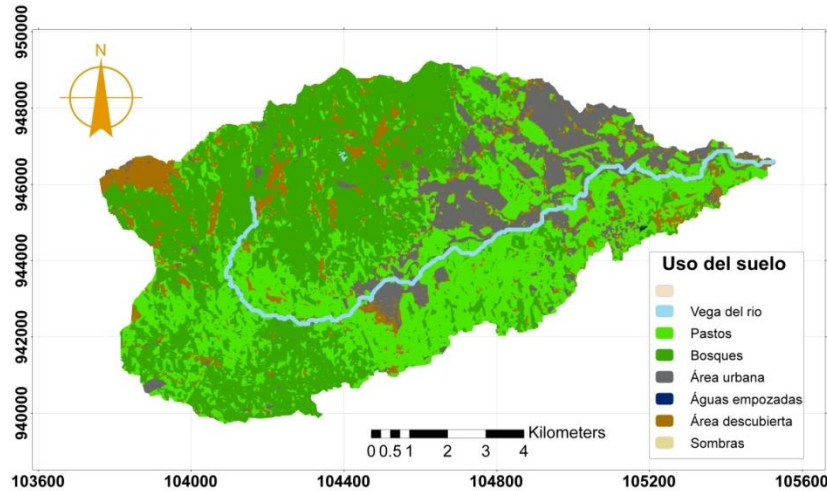 950000
948000
946000
944000
942000
940000
N
Uso del suelo
Vega del rio
Pastos
Bosques
Área urbana
Águas empozadas
Área descubierta
Sombras
Kilometers
0 0.5 1 2 3 4
103600 104000 104400 104800 105200 105600